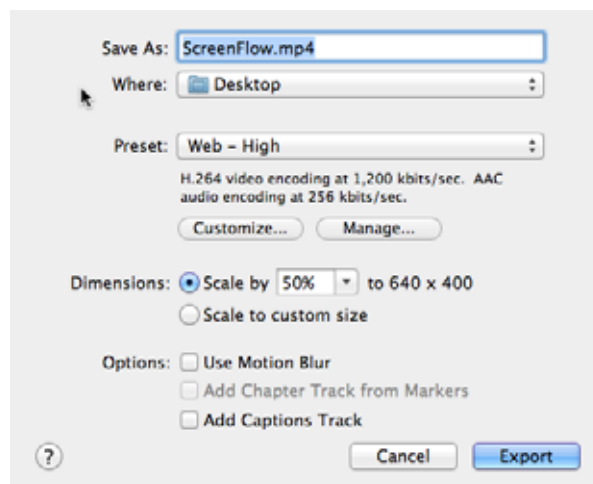 Save As: ScreenFlow.mp4
Where: Desktop
Preset: Web – High
H.264 video encoding at 1,200 kbits/sec.  AAC
audio encoding at 256 kbits/sec.
Customize... Manage...
Dimensions: Scale by 50% to 640 x 400
Scale to custom size
Options: Use Motion Blur
Add Chapter Track from Markers
Add Captions Track
? Cancel Export